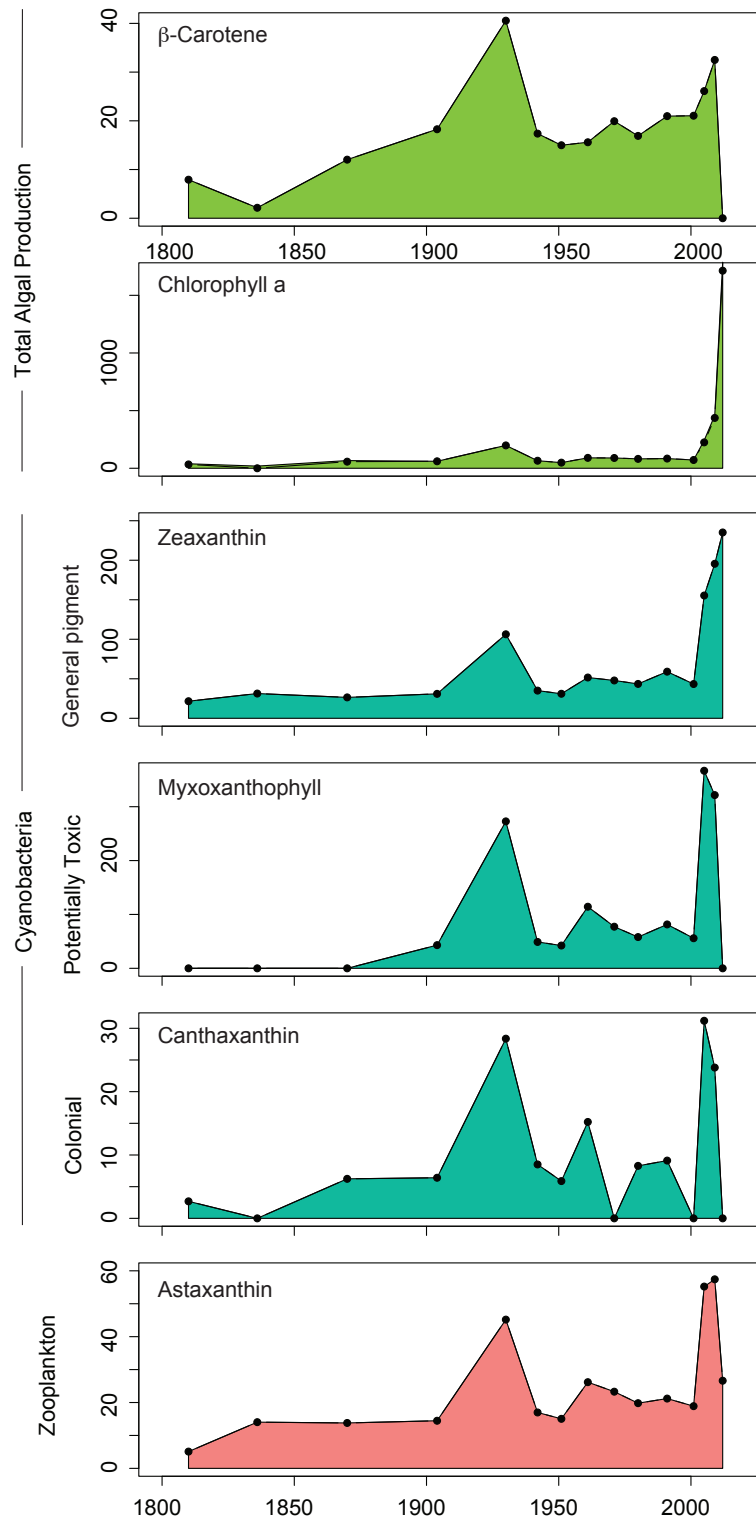 β-Carotene
0
20
40
1800
1850
1900
1950
2000
Total Algal Production
Chlorophyll a
0
1000
Zeaxanthin
0
100
200
General pigment
Cyanobacteria
Myxoxanthophyll
0
200
Potentially Toxic
Canthaxanthin
0
10
20
30
Colonial
Astaxanthin
0
20
40
60
Zooplankton
1800
1850
1900
1950
2000